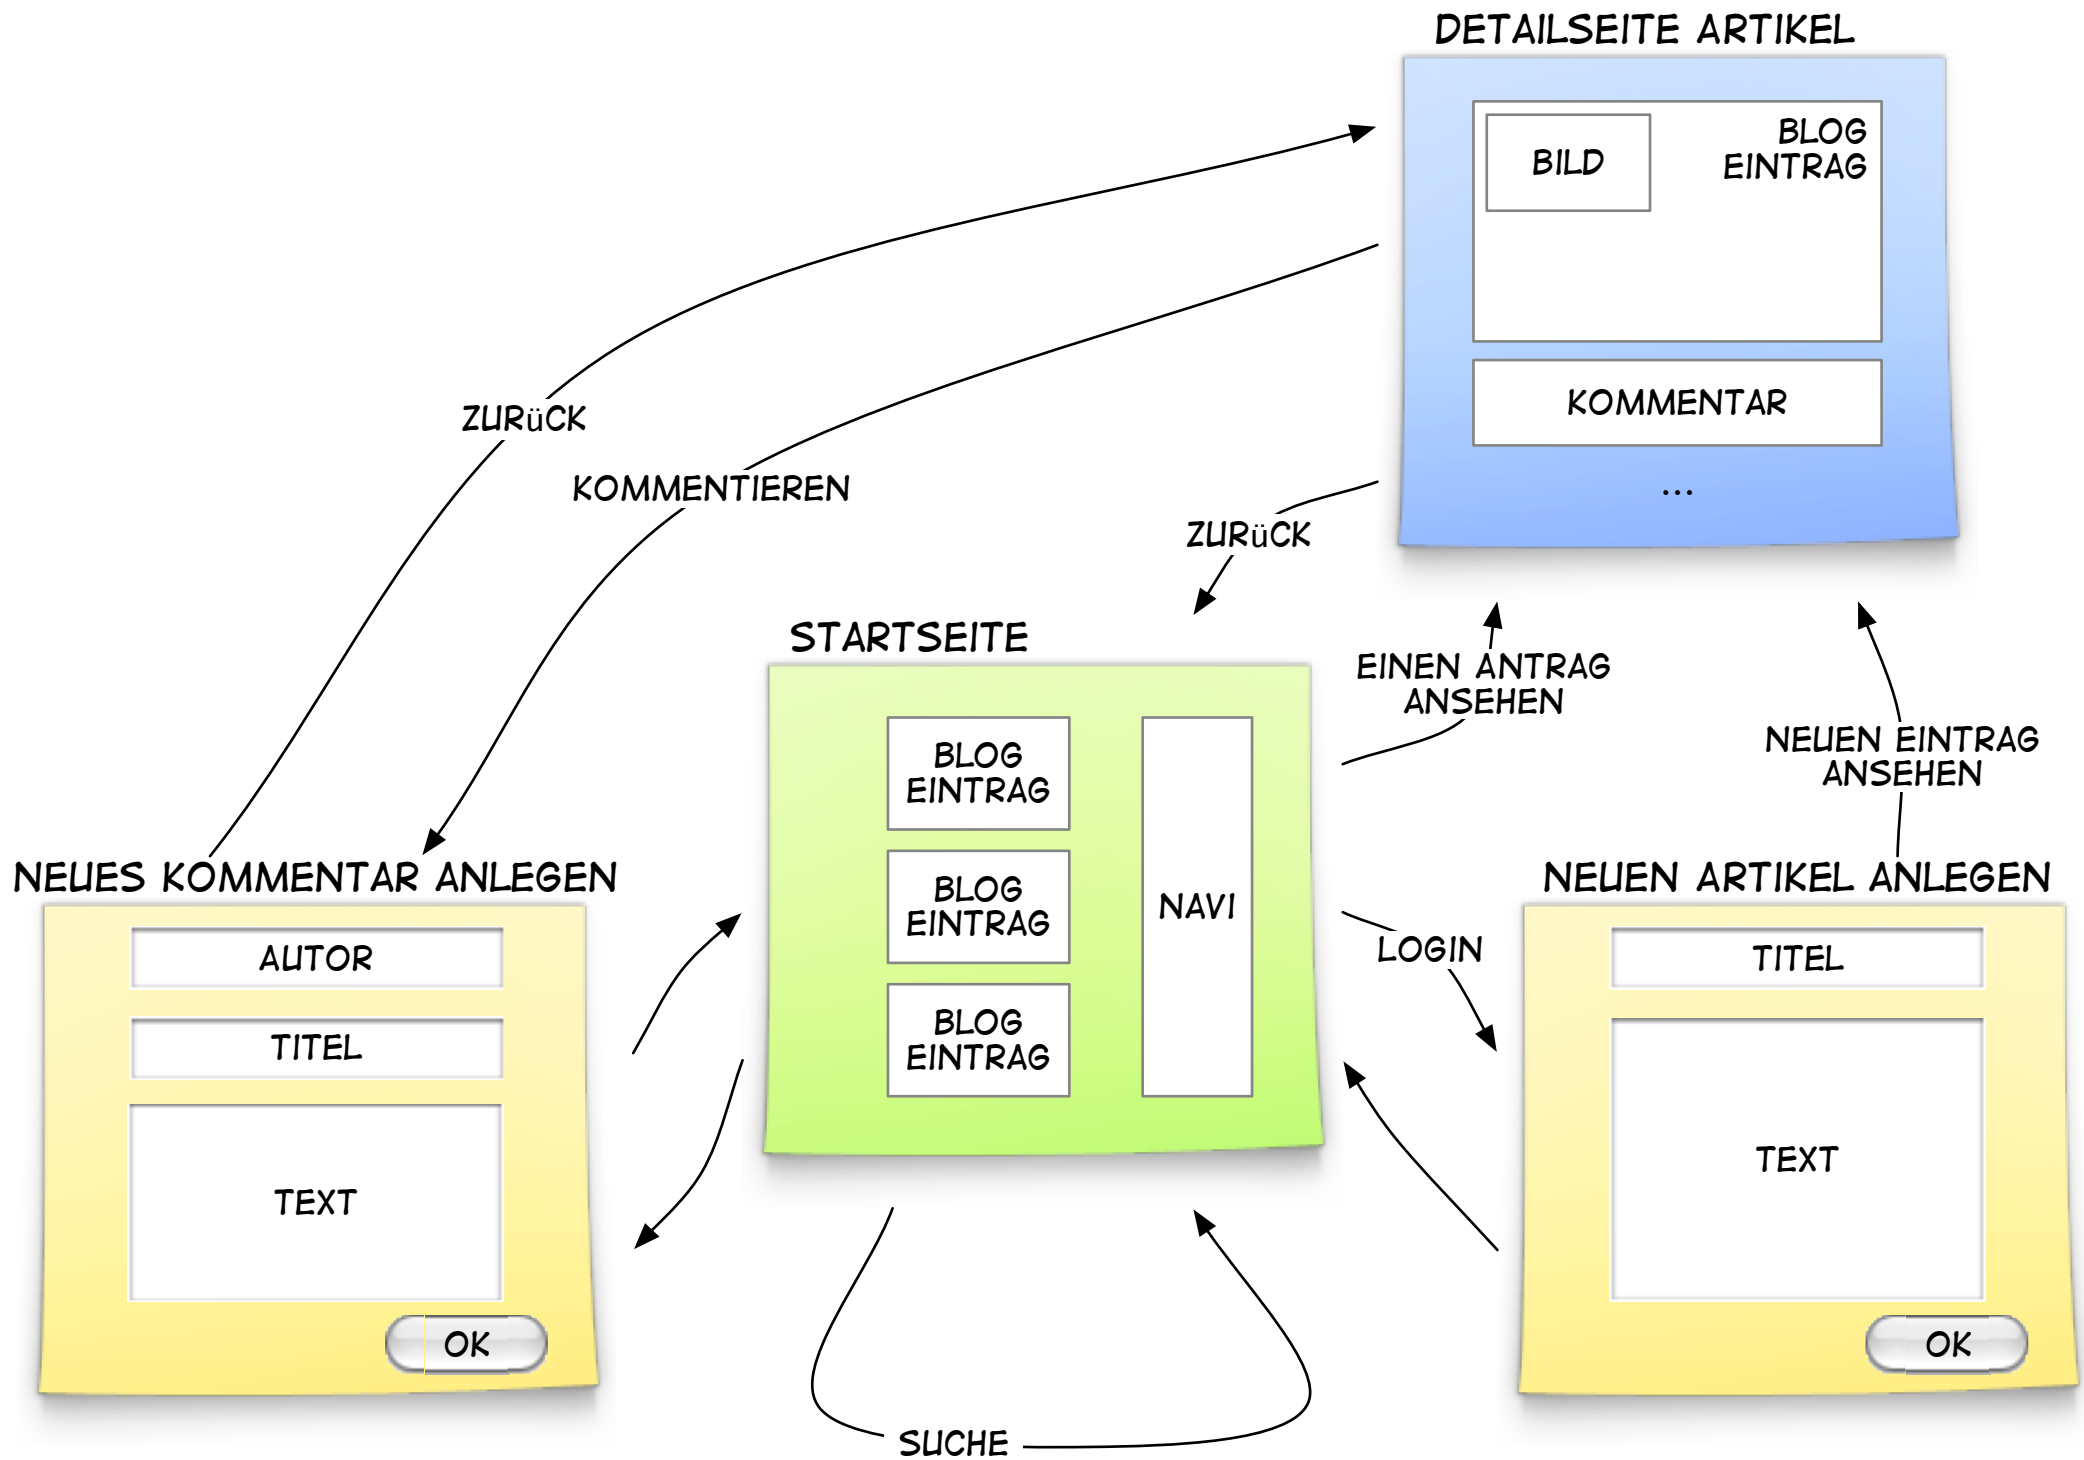 DETAILSEITE ARTIKEL
BILD
BLOG
EINTRAG
KOMMENTAR
...
ZURüCK
KOMMENTIEREN
ZURüCK
STARTSEITE
BLOG
EINTRAG
BLOG
EINTRAG
BLOG
EINTRAG
NAVI
EINEN ANTRAG
ANSEHEN
NEUEN EINTRAG
ANSEHEN
LOGIN
NEUES KOMMENTAR ANLEGEN
AUTOR
TITEL
TEXT
OK
NEUEN ARTIKEL ANLEGEN
TITEL
TEXT
OK
SUCHE